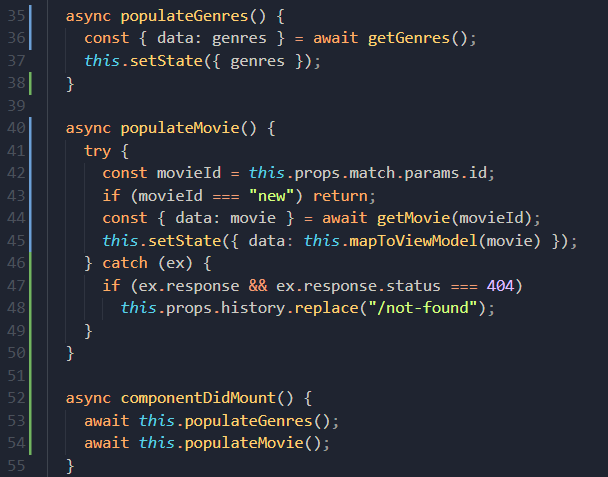 35 async populateGenres() {
36 const { data: genres } = await getGenres();
37 this.setState({ genres });
38 }
39
40 async populateMovie() {
41 try {
42 const movieId = this.props.match.params.id;
43 if (movieId === "new") return;
44 const { data: movie } = await getMovie(movieId);
45 this.setState({ data: this.mapToViewModel(movie) });
46 } catch (ex) {
47 if (ex.response && ex.response.status === 404)
48 this.props.history.replace("/not-found");
49 }
50 }
51
52 async componentDidMount() {
53 await this.populateGenres();
54 await this.populateMovie();
55 }